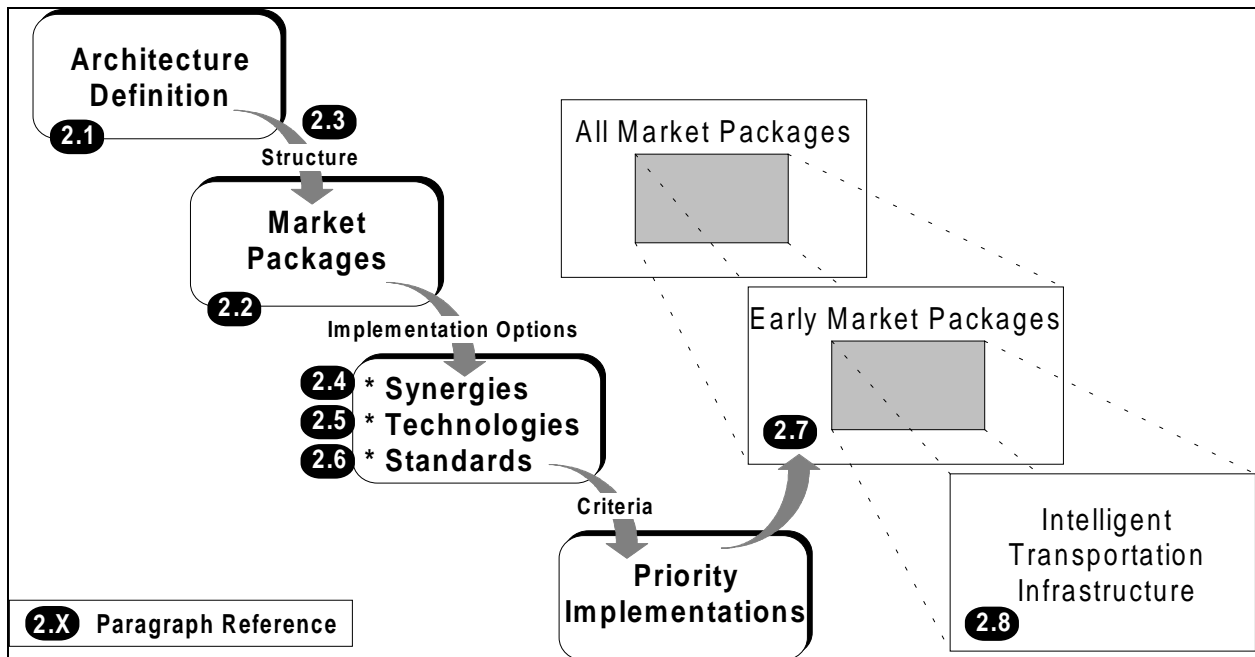 Architecture
Definition
2.1
2.3
Structure
Market
Packages
2.2
Implementation Options
2.4 * Synergies
2.5 * Technologies
2.6 * Standards
Criteria
Priority
Implementations
All Market Packages
Early Market Packages
2.7
Intelligent
Transportation
Infrastructure
2.8
2.X Paragraph Reference